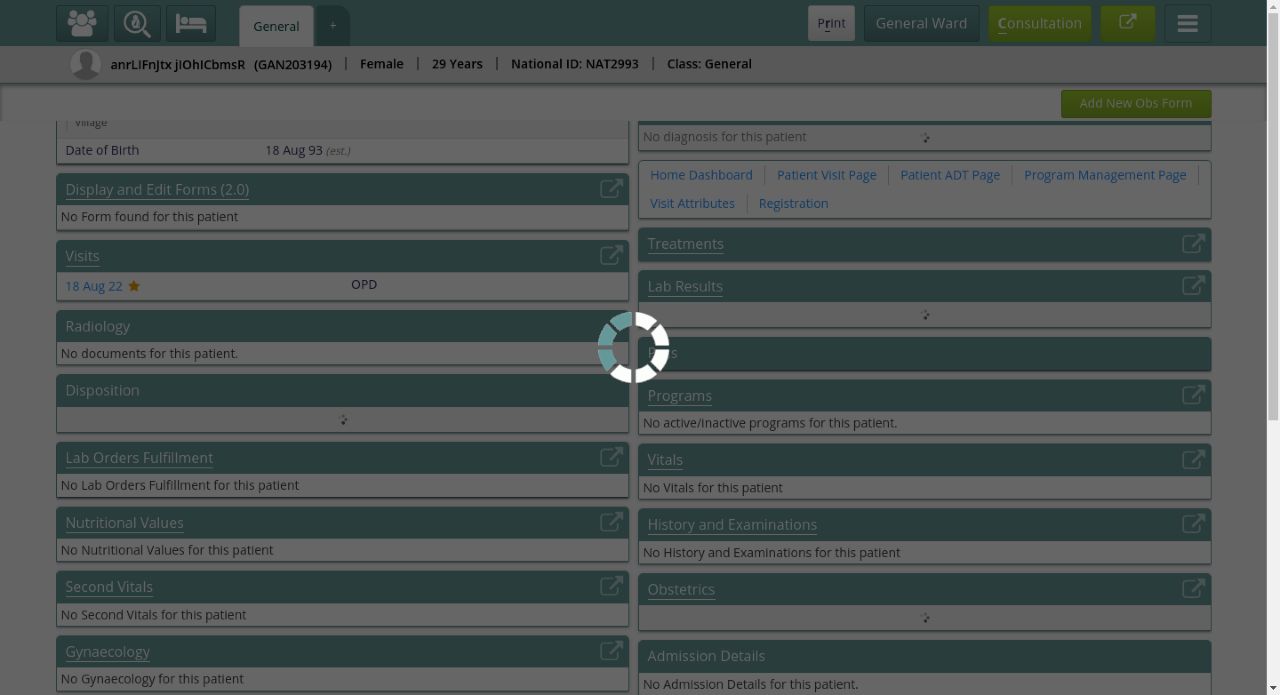 General
+
Print
General Ward
Consultation
anrLIFnJtx jIOhICbmsR (GAN203194) | Female | 29 Years | National ID: NAT2993 | Class: General
Add New Obs Form
Village
Date of Birth 18 Aug 93 (est.)
Display and Edit Forms (2.0)
No Form found for this patient
Visits
18 Aug 22 OPD
Radiology
No documents for this patient.
Disposition
Lab Orders Fulfillment
No Lab Orders Fulfillment for this patient
Nutritional Values
No Nutritional Values for this patient
Second Vitals
No Second Vitals for this patient
Gynaecology
No Gynaecology for this patient
No diagnosis for this patient
Home Dashboard | Patient Visit Page | Patient ADT Page | Program Management Page |
Visit Attributes | Registration
Treatments
Lab Results
Programs
No active/inactive programs for this patient.
Vitals
No Vitals for this patient
History and Examinations
No History and Examinations for this patient
Obstetrics
Admission Details
No Admission Details for this patient.